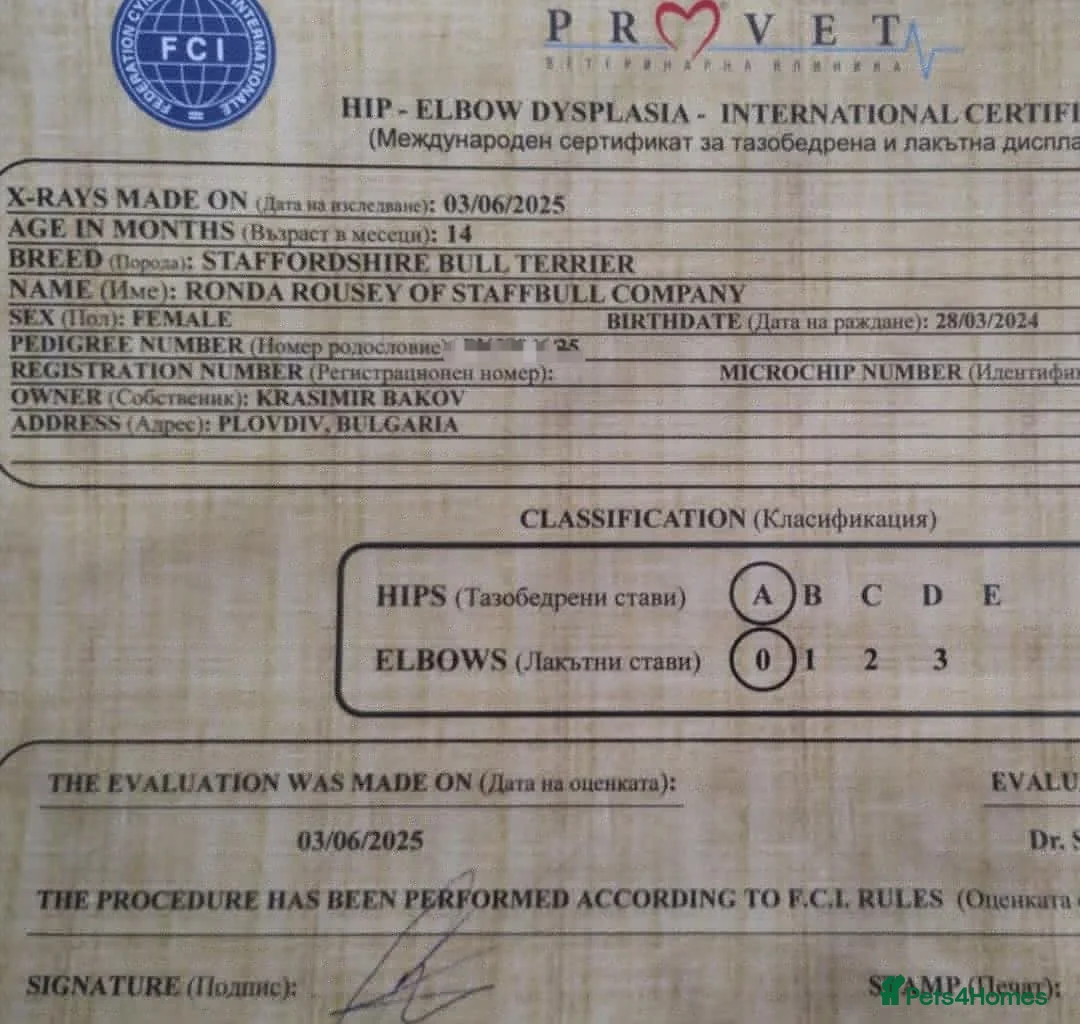 FEDERATION CY INTERNATIONALE
FCI
PROVET
ВЕТЕРИНАРНА КЛИНИКА
HIP - ELBOW DYSPLASIA - INTERNATIONAL CERTIFI
(Международен сертификат за тазобедрена и лакътна диспла
X-RAYS MADE ON (Дата на изследване): 03/06/2025
AGE IN MONTHS (Възраст в месеци): 14
BREED (Порода): STAFFORDSHIRE BULL TERRIER
NAME (Име): RONDA ROUSEY OF STAFFBULL COMPANY
SEX (Пол): FEMALE BIRTHDATE (Дата на раждане): 28/03/2024
PEDIGREE NUMBER (Номер родословие) 25
REGISTRATION NUMBER (Регистрационен номер): MICROCHIP NUMBER (Идентифик
OWNER (Собственик): KRASIMIR BAKOV
ADDRESS (Адрес): PLOVDIV, BULGARIA
CLASSIFICATION (Класификация)
HIPS (Тазобедрени стави) A B C D E
ELBOWS (Лакътни стави) 0 1 2 3
THE EVALUATION WAS MADE ON (Дата на оценката): EVALU
03/06/2025 Dr. S
THE PROCEDURE HAS BEEN PERFORMED ACCORDING TO F.C.I. RULES (Оценката
SIGNATURE (Подпис): STAMP (Печат):
Pets4Homes